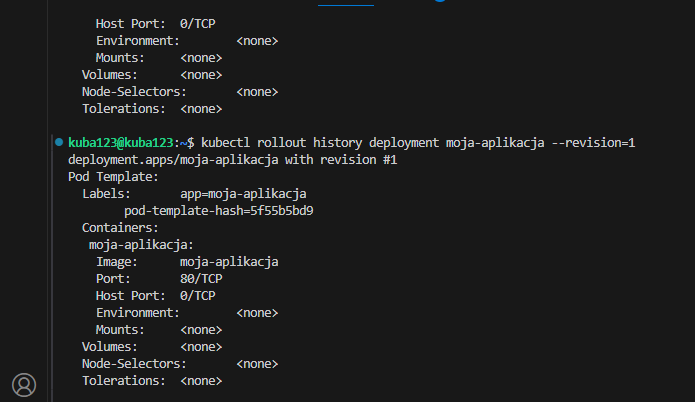 Host Port:  0/TCP
Environment:        <none>
Mounts:     <none>
Volumes:      <none>
Node-Selectors:       <none>
Tolerations:  <none>
kuba123@kuba123:~$ kubectl rollout history deployment moja-aplikacja --revision=1
deployment.apps/moja-aplikacja with revision #1
Pod Template:
Labels:       app=moja-aplikacja
pod-template-hash=5f55b5bd9
Containers:
moja-aplikacja:
Image:      moja-aplikacja
Port:       80/TCP
Host Port:  0/TCP
Environment:        <none>
Mounts:     <none>
Volumes:      <none>
Node-Selectors:       <none>
Tolerations:  <none>